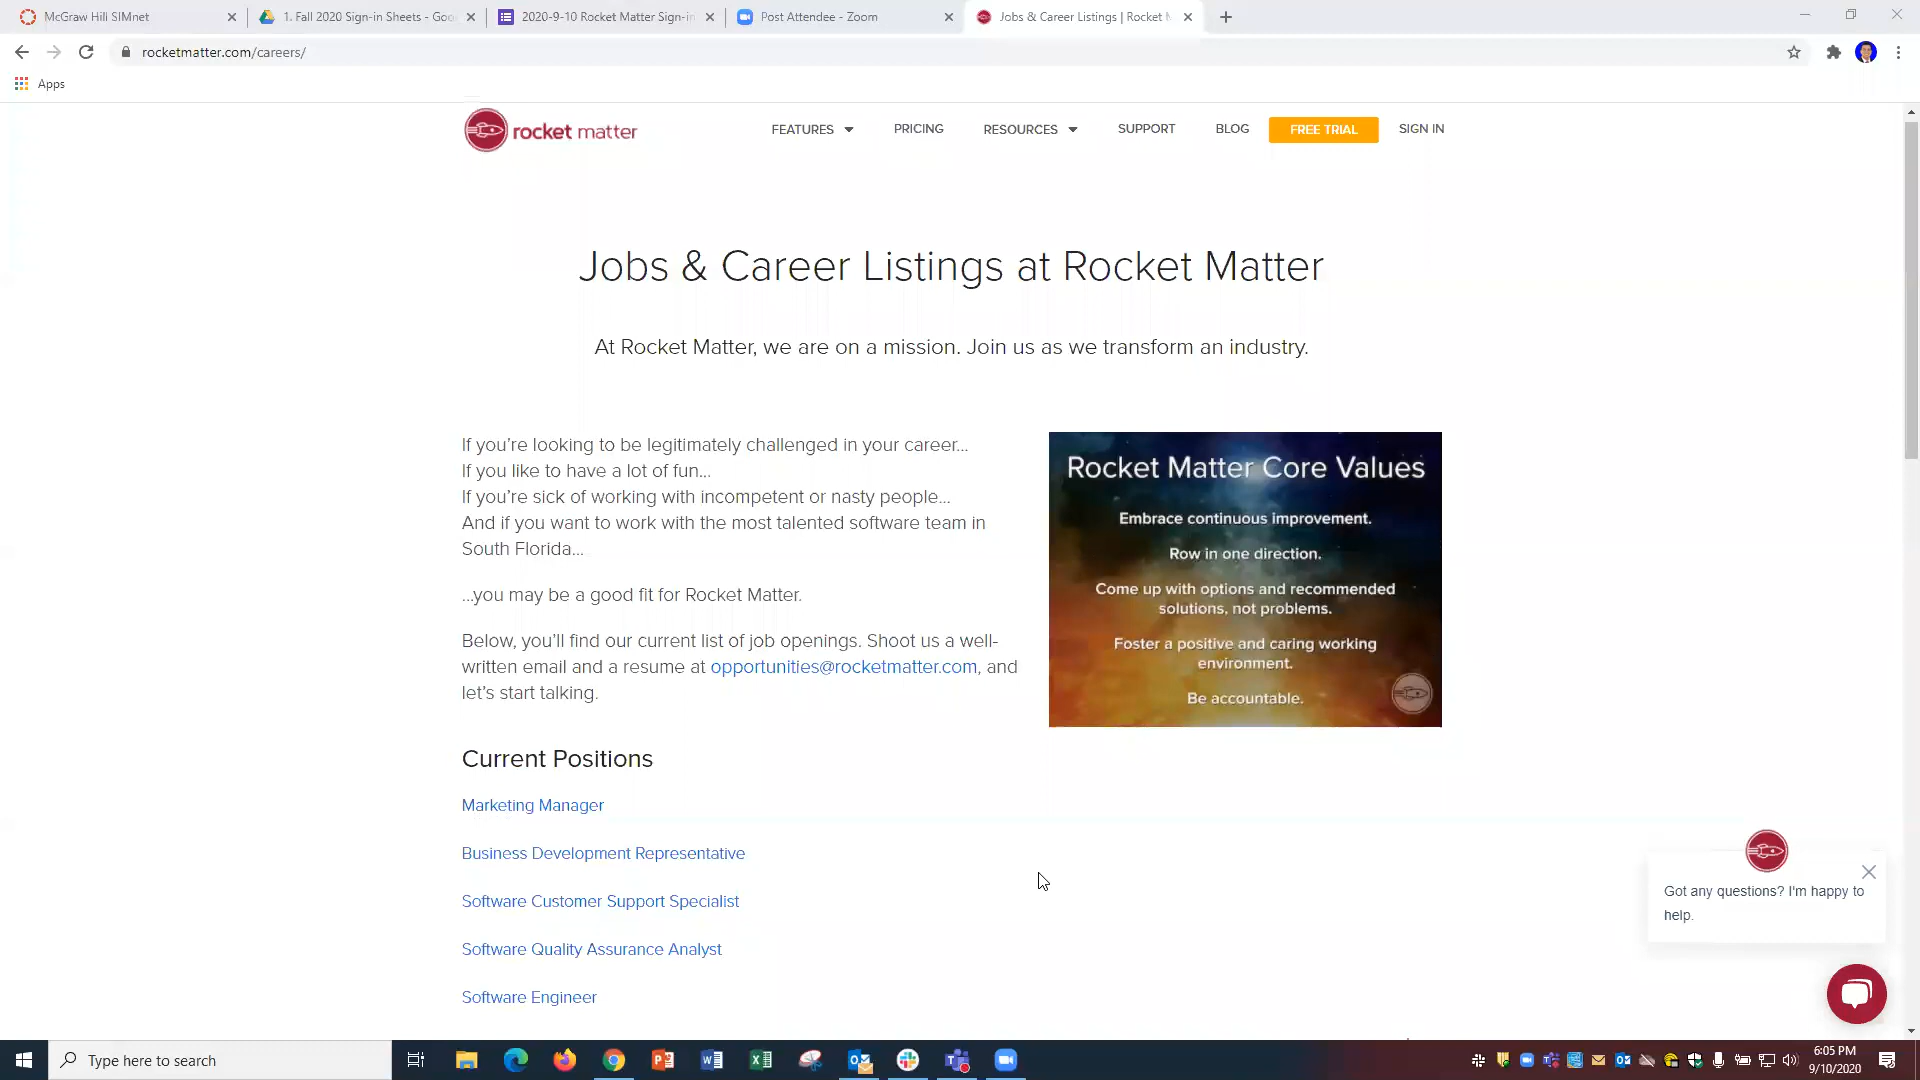 McGraw Hill SIMnet
1. Fall 2020 Sign-in Sheets - Goo
2020-9-10 Rocket Matter Sign-in
Post Attendee - Zoom
Jobs & Career Listings | Rocket M
rocketmatter.com/careers/
Apps
rocket matter
FEATURES
PRICING
RESOURCES
SUPPORT
BLOG
FREE TRIAL
SIGN IN
Jobs & Career Listings at Rocket Matter
At Rocket Matter, we are on a mission. Join us as we transform an industry.
If you’re looking to be legitimately challenged in your career…
If you like to have a lot of fun…
If you’re sick of working with incompetent or nasty people…
And if you want to work with the most talented software team in
South Florida…
…you may be a good fit for Rocket Matter.
Below, you’ll find our current list of job openings. Shoot us a well-
written email and a resume at opportunities@rocketmatter.com, and
let’s start talking.
Rocket Matter Core Values
Embrace continuous improvement.
Row in one direction.
Come up with options and recommended
solutions, not problems.
Foster a positive and caring working
environment.
Be accountable.
Current Positions
Marketing Manager
Business Development Representative
Software Customer Support Specialist
Software Quality Assurance Analyst
Software Engineer
Got any questions? I'm happy to
help.
Type here to search
6:05 PM
9/10/2020